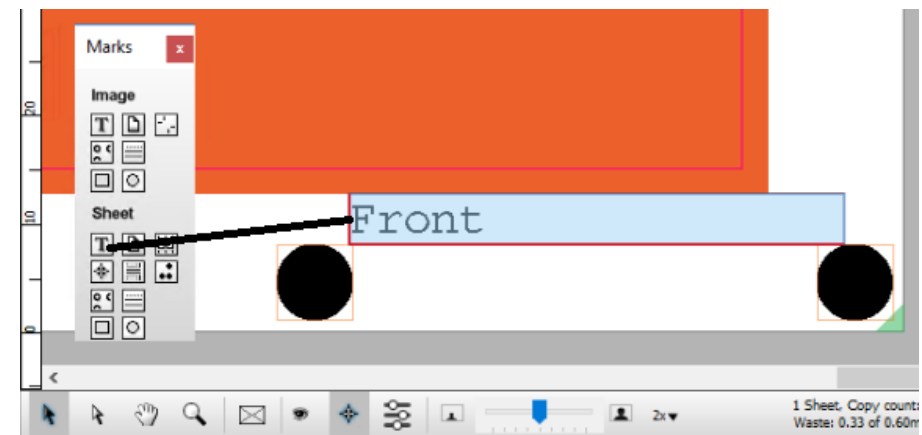 Marks
x
Image
T
Sheet
T
Front
20
10
0
<
2x
1 Sheet, Copy count:
Waste: 0.33 of 0.60m